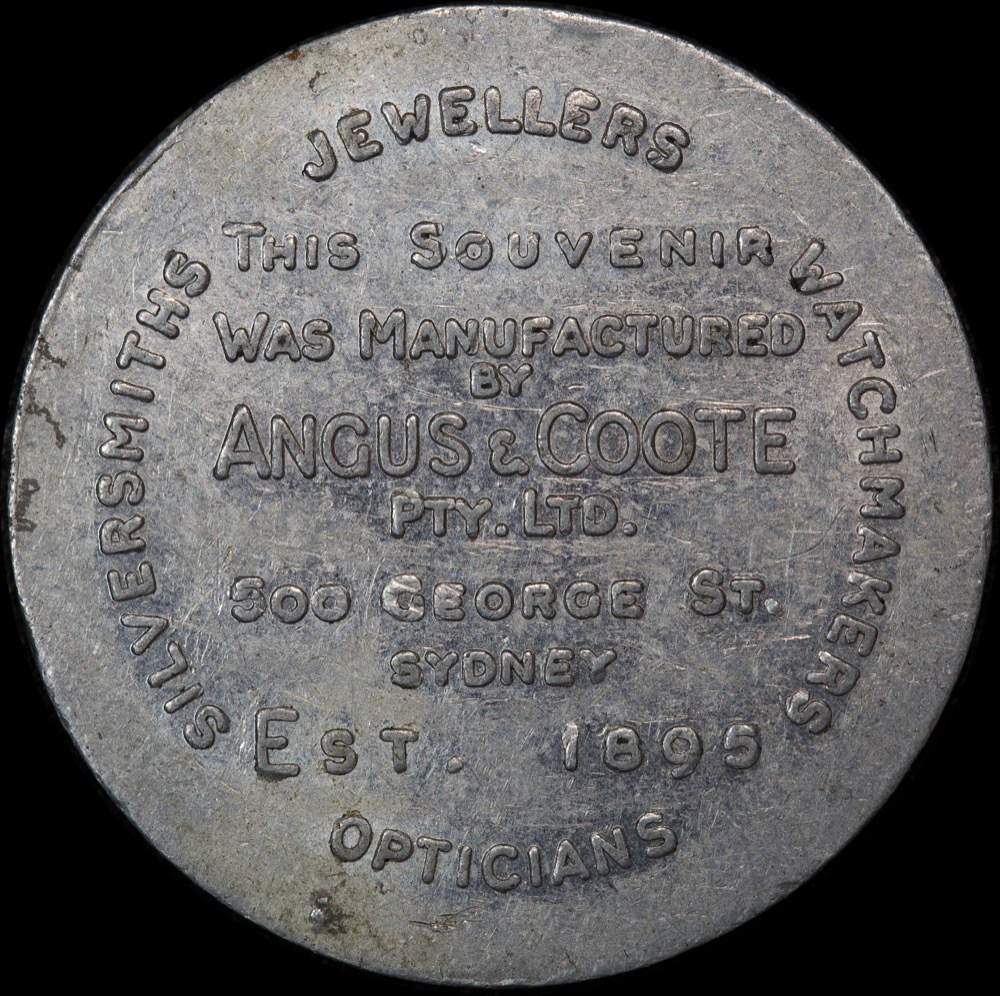 JEWELLERS
THIS SOUVENIR
WAS MANUFACTURED
BY
ANGUS & COOTE
PTY. LTD.
500 GEORGE ST.
SYDNEY
EST. 1895
SILVERSMITHS
WATCHMAKERS
OPTICIANS